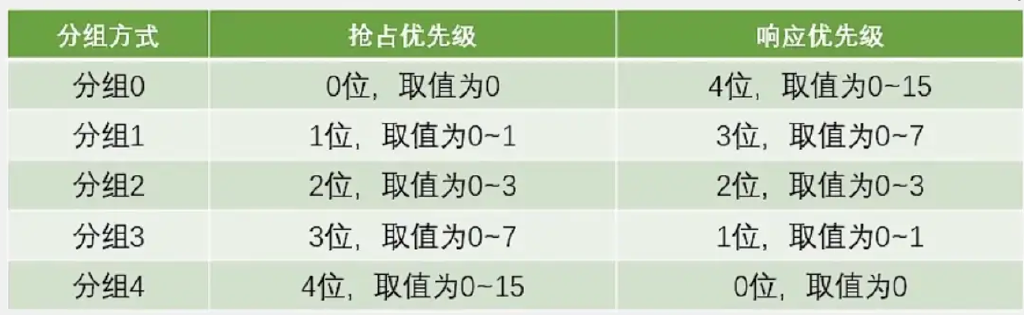 分组方式 抢占优先级 响应优先级
分组0 0位，取值为0 4位，取值为0~15
分组1 1位，取值为0~1 3位，取值为0~7
分组2 2位，取值为0~3 2位，取值为0~3
分组3 3位，取值为0~7 1位，取值为0~1
分组4 4位，取值为0~15 0位，取值为0